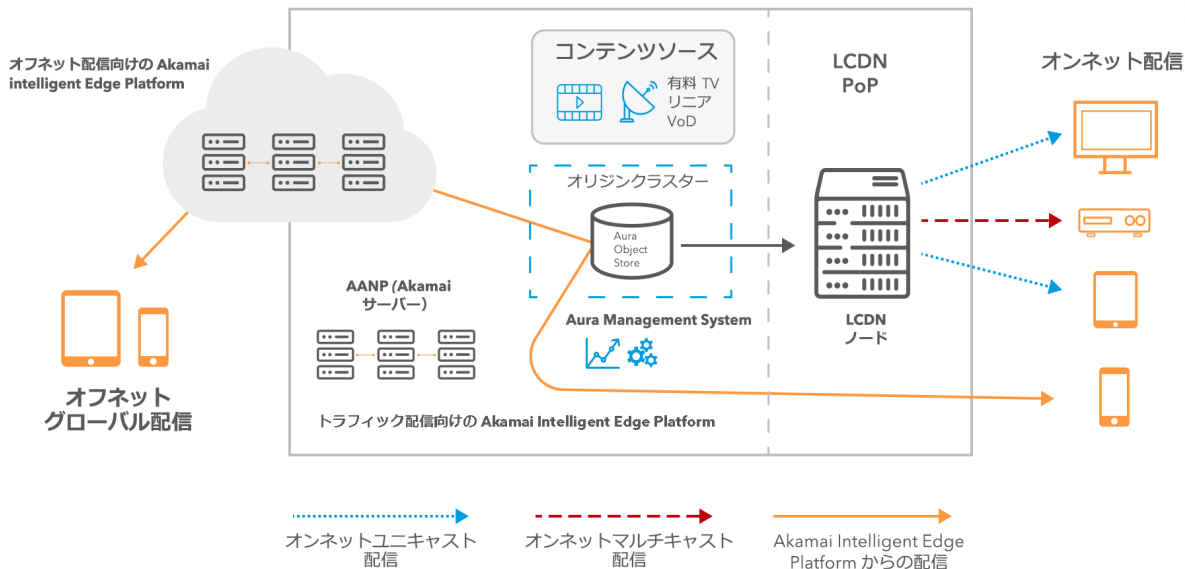 オフネット配信向けの Akamai
intelligent Edge Platform
コンテンツソース
有料 TV
リニア
VoD
LCDN
PoP
オンネット配信
オリジンクラスター
Aura
Object
Store
AANP (Akamai
サーバー）
Aura Management System
LCDN
ノード
オフネット
グローバル配信
トラフィック配信向けの Akamai Intelligent Edge Platform
オンネットユニキャスト
配信
オンネットマルチキャスト
配信
Akamai Intelligent Edge
Platform からの配信